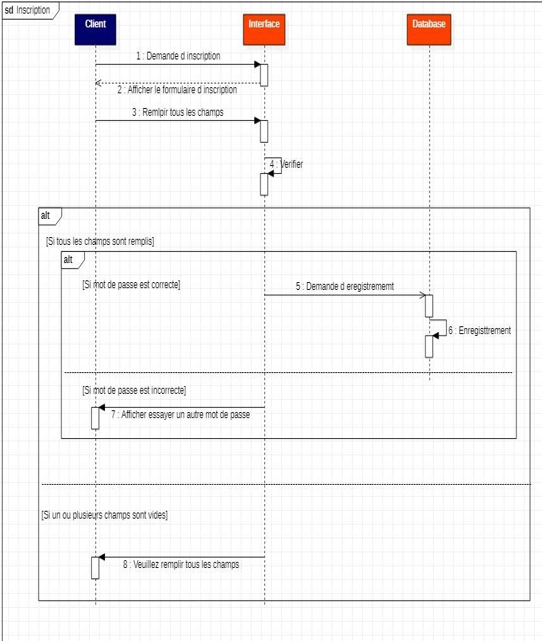 sd Inscription
Client
Interface
Database
1 : Demande d inscription
2 : Afficher le formulaire d inscription
3 : Remlpir tous les champs
4 : Verifier
alt
[Si tous les champs sont remplis]
alt
[Si mot de passe est correcte]
5 : Demande d eregistrememt
6 : Enregisttrement
[Si mot de passe est incorrecte]
7 : Afficher essayer un autre mot de passe
[Si un ou plusieurs champs sont vides]
8 : Veuillez remplir tous les champs